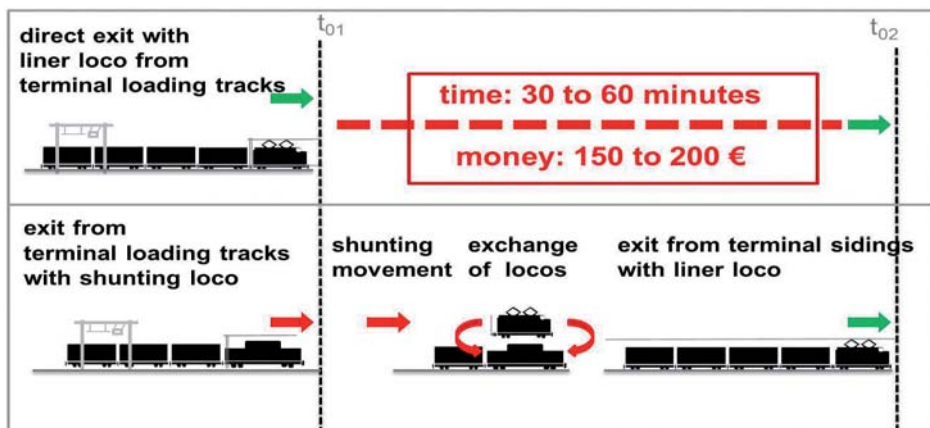 direct exit with
liner loco from
terminal loading tracks
t01
t02
time: 30 to 60 minutes
money: 150 to 200 €
exit from
terminal loading tracks
with shunting loco
shunting
movement
exchange
of locos
exit from terminal sidings
with liner loco